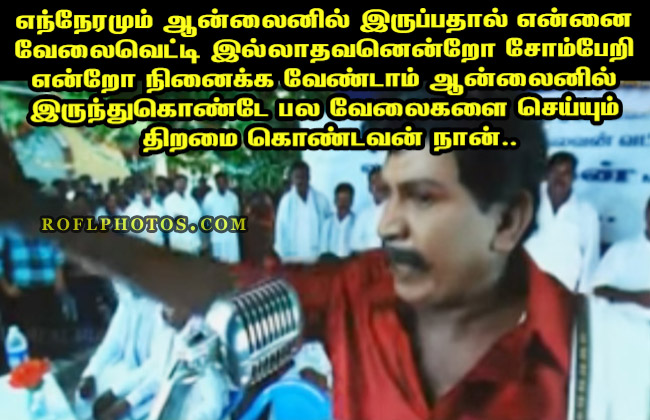 எந்நேரமும் ஆன்லைனில் இருப்பதால் என்னை
வேலைவெட்டி இல்லாதவனென்றோ சோம்பேறி
என்றோ நினைக்க வேண்டாம் ஆன்லைனில்
இருந்துகொண்டே பல வேலைகளை செய்யும்
திறமை கொண்டவன் நான்..
ROFLPHOTOS.COM